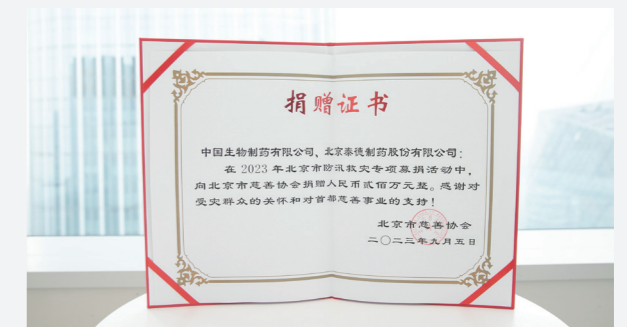 捐赠证书
中国生物制药有限公司、北京泰德制药股份有限公司：
在 2023 年北京市防汛救灾专项募捐活动中，
向北京市慈善协会捐赠人民币贰佰万元整。感谢对
受灾群众的关怀和对首都慈善事业的支持！
北京市慈善协会
二〇二三年九月五日